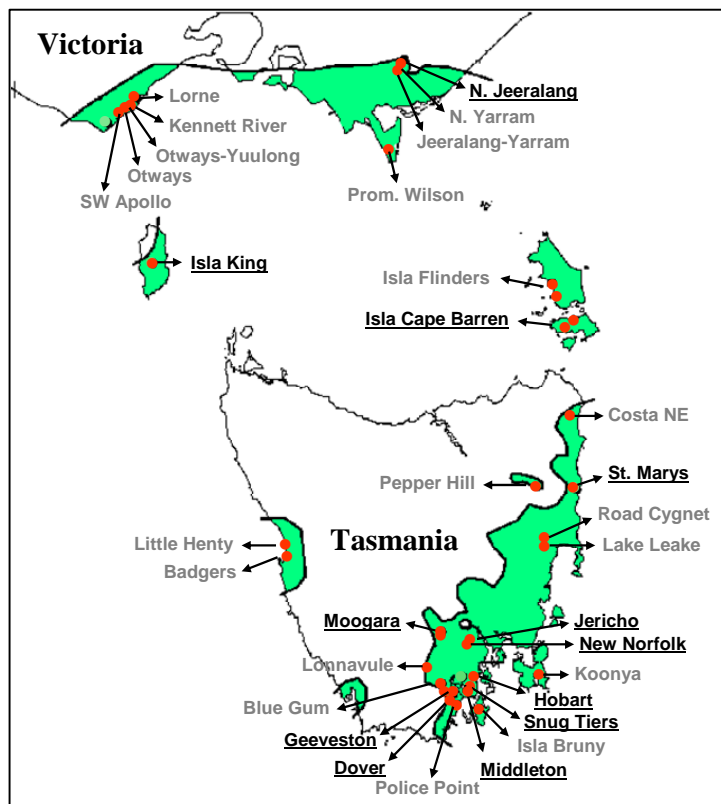 Victoria
N. Jeeralang
Lorne
N. Yarram
Kennett River
Jeeralang-Yarram
Otways-Yuulong
Otways
Prom. Wilson
SW Apollo
Isla King
Isla Flinders
Isla Cape Barren
Costa NE
Pepper Hill
St. Marys
Road Cygnet
Little Henty
Tasmania
Lake Leake
Badgers
Moogara
Jericho
New Norfolk
Lonnavule
Koonya
Blue Gum
Hobart
Snug Tiers
Geeveston
Isla Bruny
Dover
Middleton
Police Point